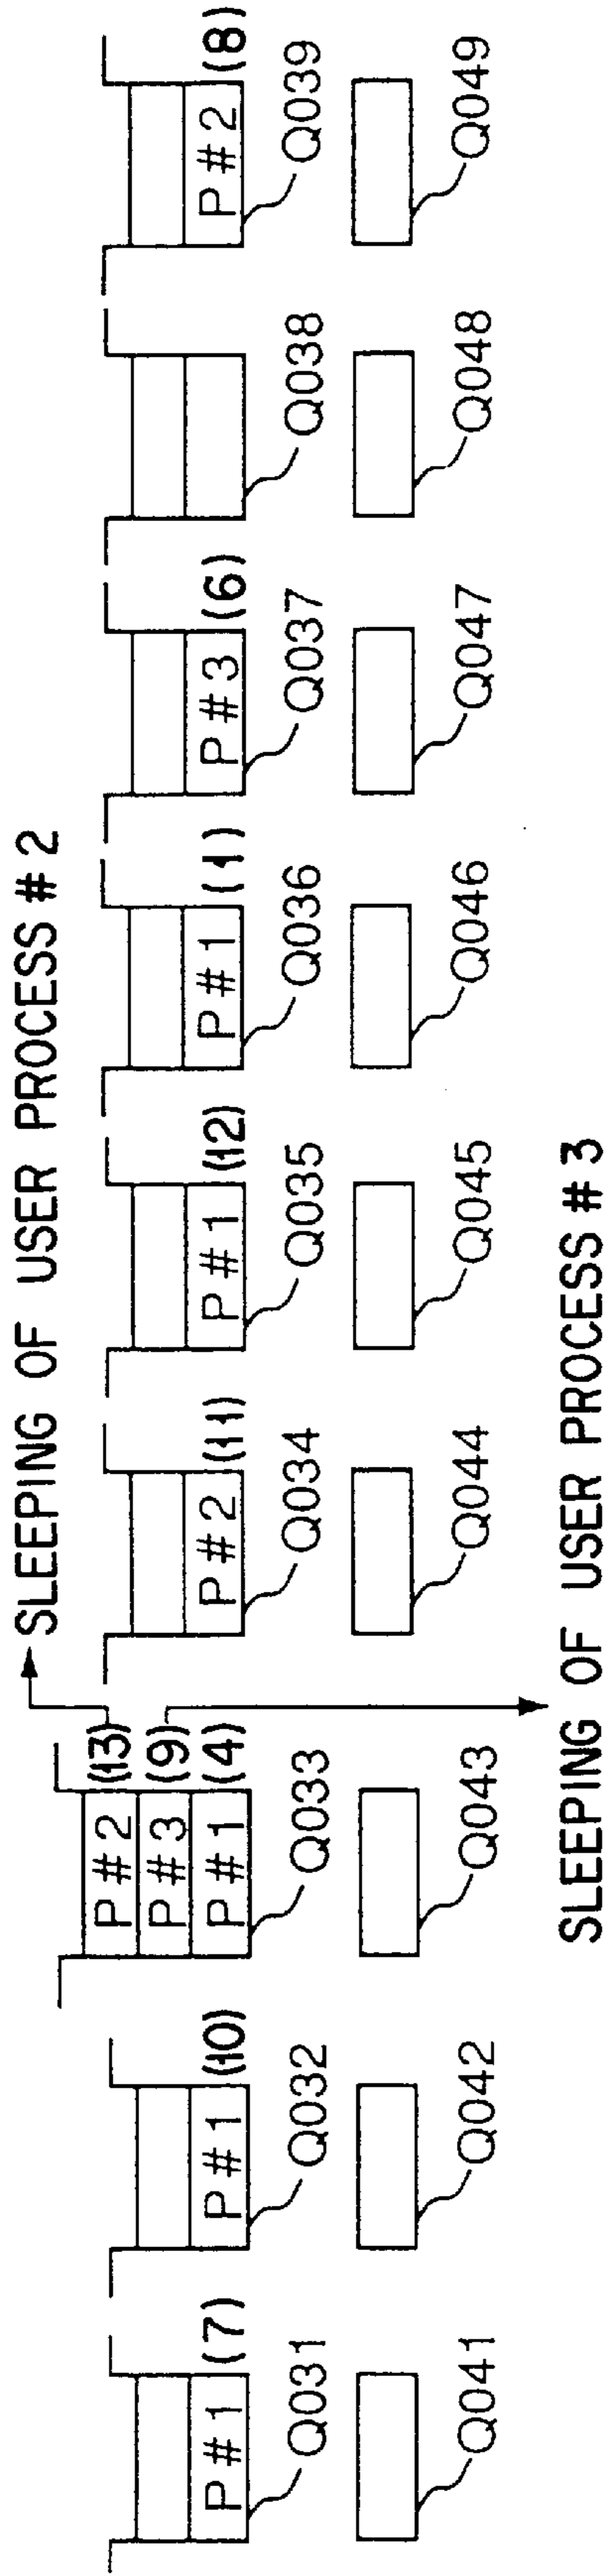 SLEEPING OF USER PROCESS #2
P#2 (13)
P#3 (9)
P#1 (7)
P#1 (10)
P#1 (4)
P#2 (11)
P#1 (12)
P#1 (1)
P#3 (6)
P#2 (8)
Q031
Q032
Q033
Q034
Q035
Q036
Q037
Q038
Q039
Q041
Q042
Q043
Q044
Q045
Q046
Q047
Q048
Q049
SLEEPING OF USER PROCESS #3